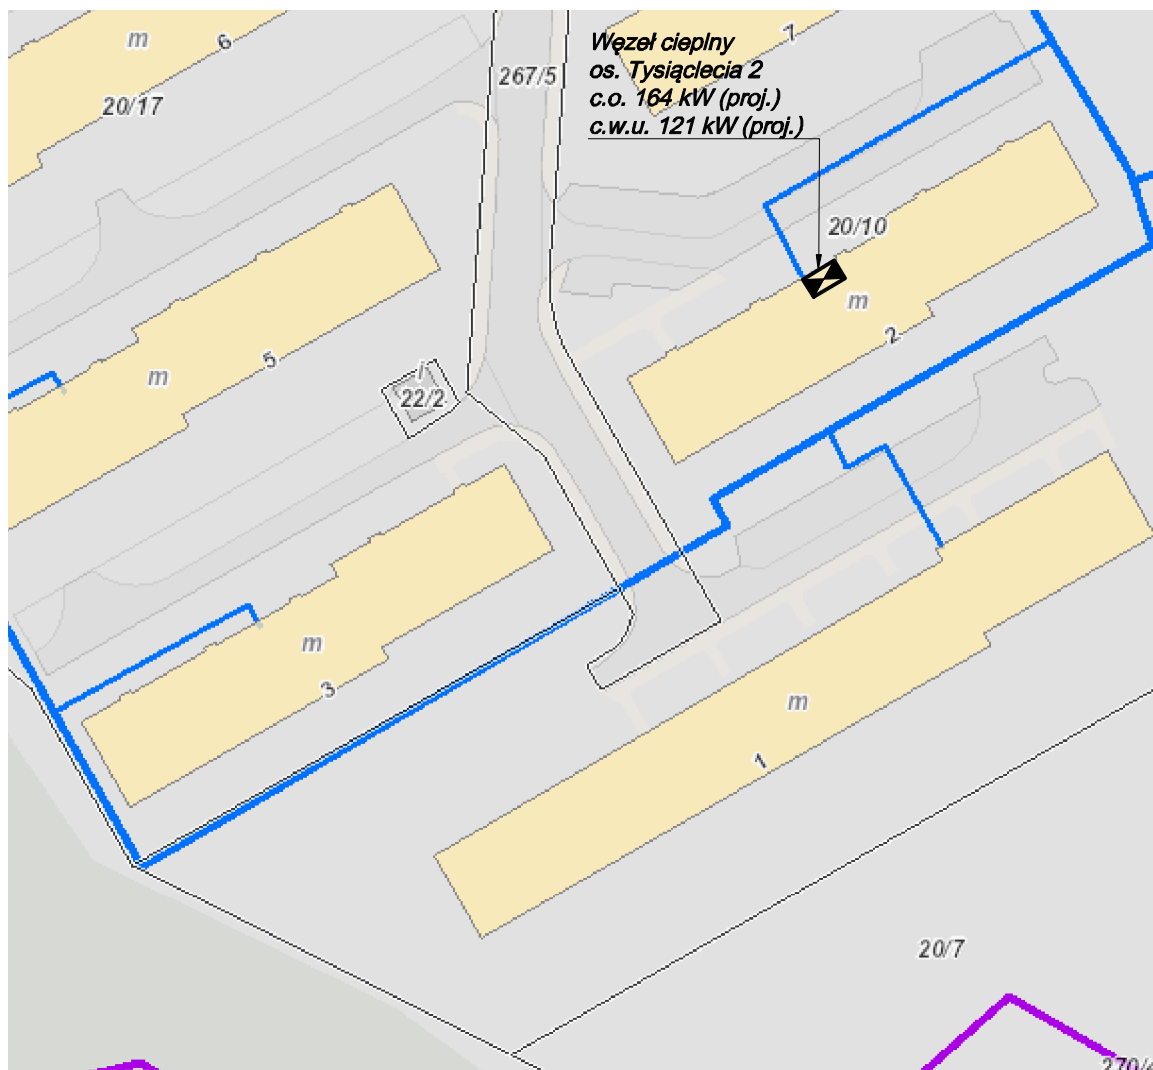 m
6
20/17
267/5
7
Węzeł cieplny
os. Tysiąclecia 2
c.o. 164 kW (proj.)
c.w.u. 121 kW (proj.)
20/10
m
2
m
5
i
22/2
m
3
m
1
20/7